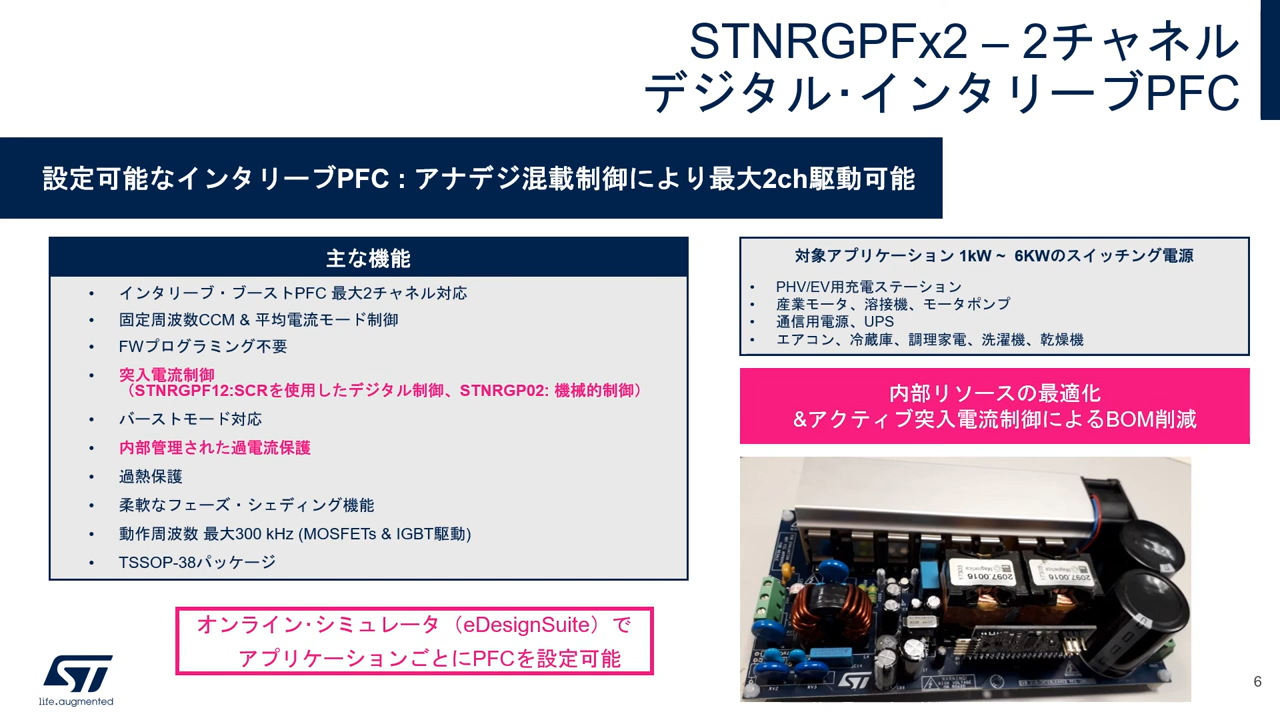 STNRGPFx2 – 2チャネル
デジタル･インタリーブPFC
設定可能なインタリーブPFC : アナデジ混載制御により最大2ch駆動可能
主な機能
• インタリーブ・ブーストPFC 最大2チャネル対応
• 固定周波数CCM & 平均電流モード制御
• FWプログラミング不要
• 突入電流制御
（STNRGPF12:SCRを使用したデジタル制御、STNRGP02: 機械的制御）
• バーストモード対応
• 内部管理された過電流保護
• 過熱保護
• 柔軟なフェーズ・シェディング機能
• 動作周波数 最大300 kHz (MOSFETs & IGBT駆動)
• TSSOP-38パッケージ
オンライン･シミュレータ（eDesignSuite）で
アプリケーションごとにPFCを設定可能
対象アプリケーション 1kW ~ 6KWのスイッチング電源
• PHV/EV用充電ステーション
• 産業モータ、溶接機、モータポンプ
• 通信用電源、UPS
• エアコン、冷蔵庫、調理家電、洗濯機、乾燥機
内部リソースの最適化
&アクティブ突入電流制御によるBOM削減
2097.0016
2097.0016
ST
ST
life.augmented
6